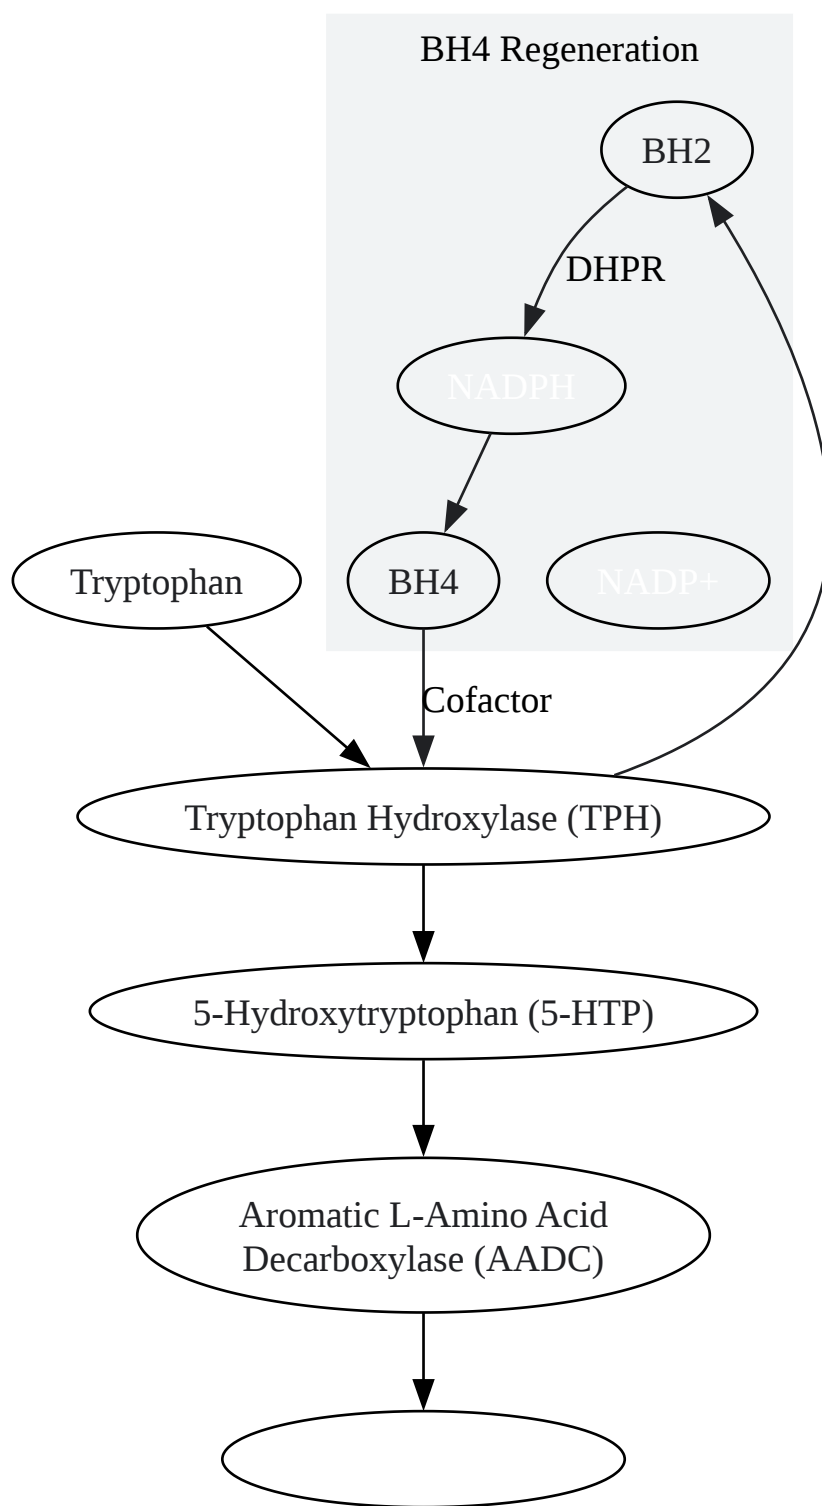 BH4 Regeneration
BH2
DHPR
NADPH
Tryptophan
BH4
NADP+
Cofactor
Tryptophan Hydroxylase (TPH)
5-Hydroxytryptophan (5-HTP)
Aromatic L-Amino Acid
Decarboxylase (AADC)